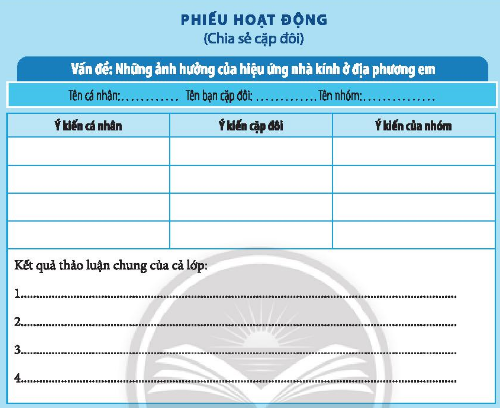 PHIẾU HOẠT ĐỘNG
(Chia sẻ cặp đôi)
Vấn đề: Những ảnh hưởng của hiệu ứng nhà kính ở địa phương em
Tên cá nhân:............ Tên bạn cặp đôi: ............. Tên nhóm:...............
Ý kiến cá nhân Ý kiến cặp đôi Ý kiến của nhóm
Kết quả thảo luận chung của cả lớp:
1.....................................................................
2.....................................................................
3.....................................................................
4.....................................................................